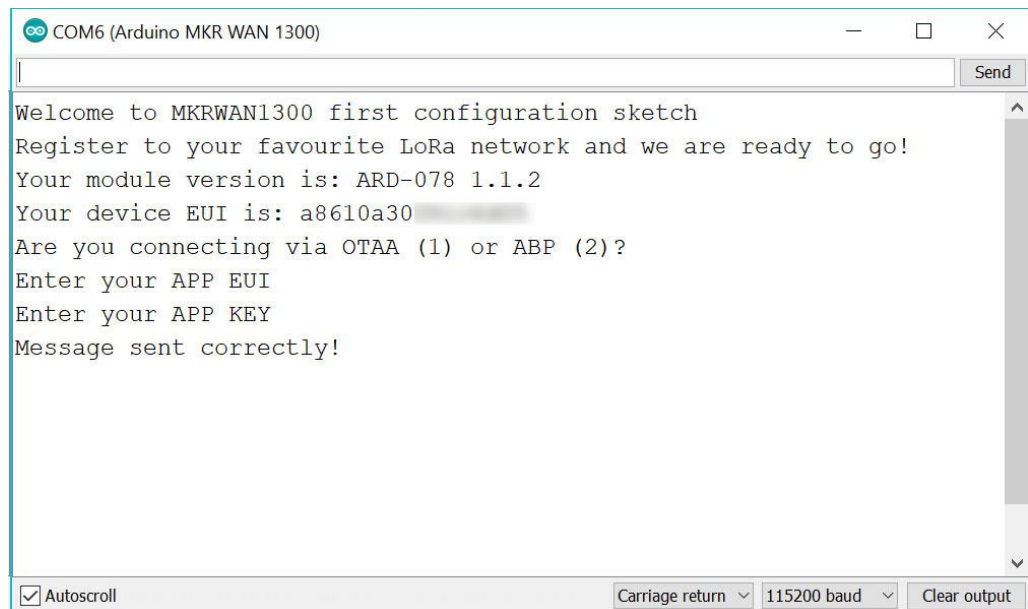 COM6 (Arduino MKR WAN 1300)
Send
Welcome to MKRWAN1300 first configuration sketch
Register to your favourite LoRa network and we are ready to go!
Your module version is: ARD-078 1.1.2
Your device EUI is: a8610a30
Are you connecting via OTAA (1) or ABP (2)?
Enter your APP EUI
Enter your APP KEY
Message sent correctly!
Autoscroll Carriage return 115200 baud Clear output